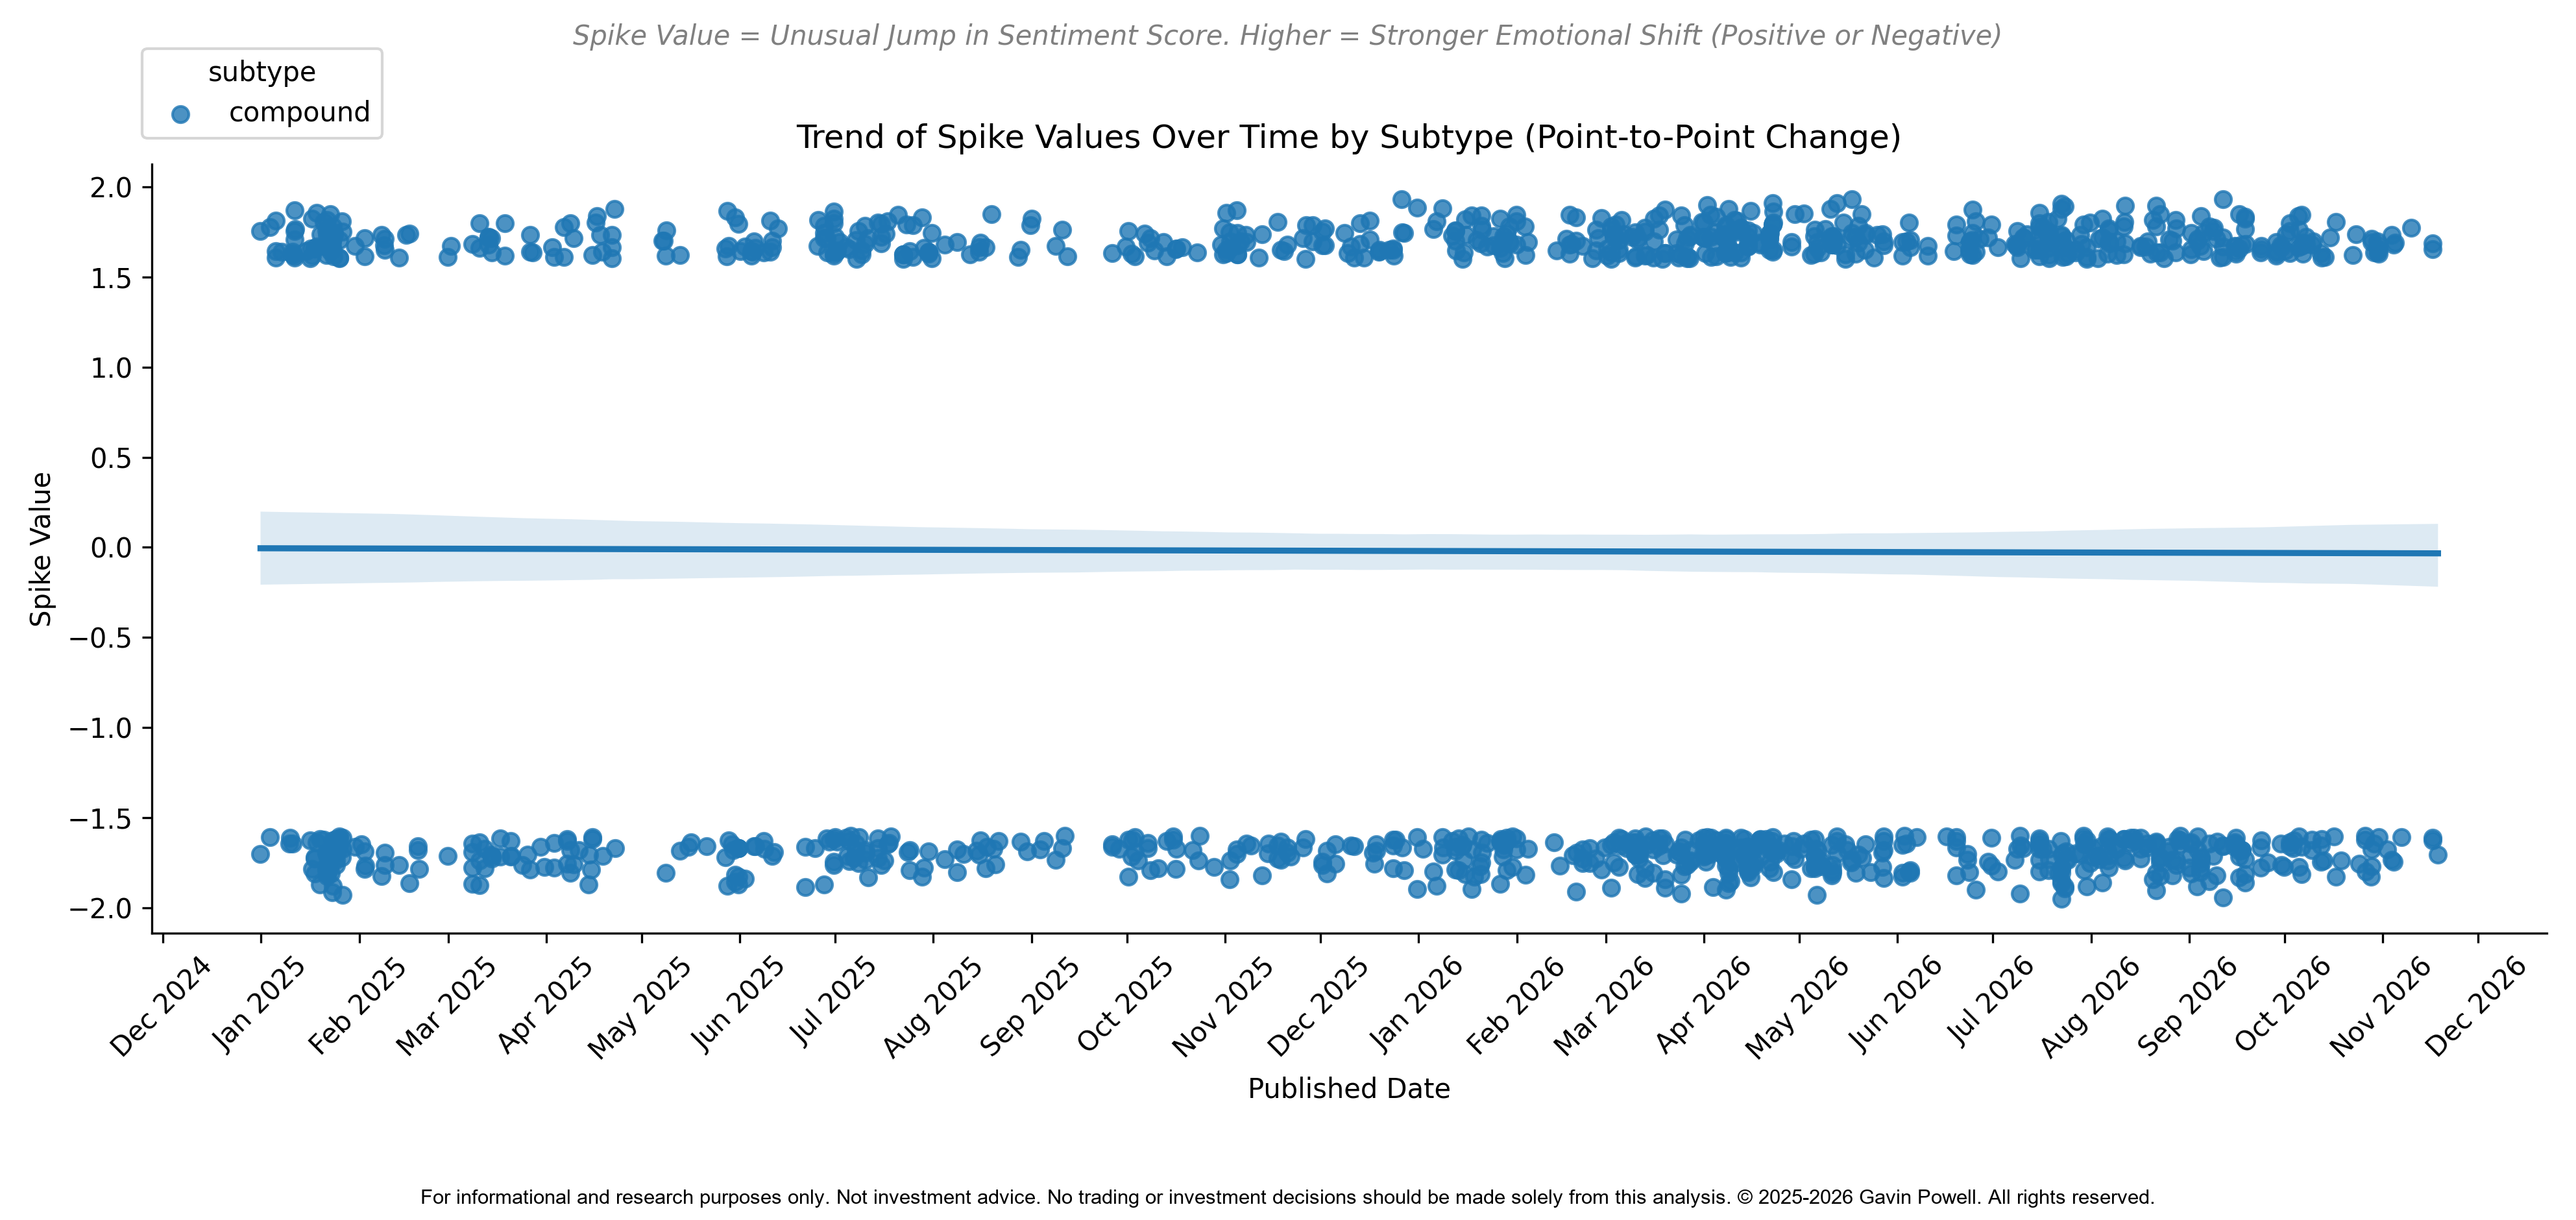 Spike Value = Unusual Jump in Sentiment Score. Higher = Stronger Emotional Shift (Positive or Negative)
subtype
compound
Trend of Spike Values Over Time by Subtype (Point-to-Point Change)
Spike Value
2.0
1.5
1.0
0.5
0.0
−0.5
−1.0
−1.5
−2.0
Dec 2024
Jan 2025
Feb 2025
Mar 2025
Apr 2025
May 2025
Jun 2025
Jul 2025
Aug 2025
Sep 2025
Oct 2025
Nov 2025
Dec 2025
Jan 2026
Feb 2026
Mar 2026
Apr 2026
May 2026
Jun 2026
Jul 2026
Aug 2026
Sep 2026
Oct 2026
Nov 2026
Dec 2026
Published Date
For informational and research purposes only. Not investment advice. No trading or investment decisions should be made solely from this analysis. © 2025-2026 Gavin Powell. All rights reserved.